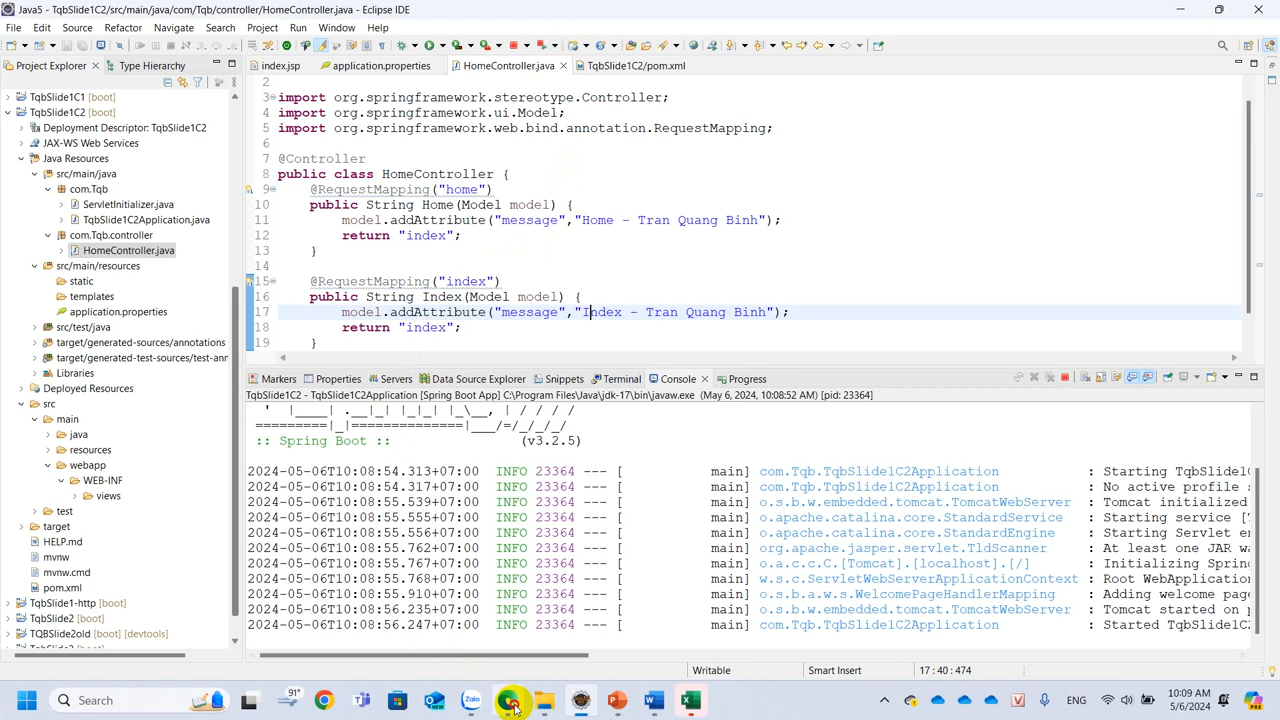 Java5 - TqbSlide1C2/src/main/java/com/Tqb/controller/HomeController.java - Eclipse IDE
File Edit Source Refactor Navigate Search Project Run Window Help
Project Explorer Type Hierarchy
index.jsp application.properties HomeController.java TqbSlide1C2/pom.xml
TqbSlide1C1 [boot]
TqbSlide1C2 [boot]
Deployment Descriptor: TqbSlide1C2
JAX-WS Web Services
Java Resources
src/main/java
com.Tqb
ServletInitializer.java
TqbSlide1C2Application.java
com.Tqb.controller
HomeController.java
src/main/resources
static
templates
application.properties
src/test/java
target/generated-sources/annotations
target/generated-test-sources/test-ann
Libraries
Deployed Resources
src
main
java
resources
webapp
WEB-INF
views
test
target
HELP.md
mvnw
mvnw.cmd
pom.xml
TqbSlide1-http [boot]
TqbSlide2 [boot]
TQBSlide2old [boot] [devtools]
2
3 import org.springframework.stereotype.Controller;
4 import org.springframework.ui.Model;
5 import org.springframework.web.bind.annotation.RequestMapping;
6
7 @Controller
8 public class HomeController {
9 @RequestMapping("home")
10 public String Home(Model model) {
11 model.addAttribute("message","Home - Tran Quang Binh");
12 return "index";
13 }
14
15 @RequestMapping("index")
16 public String Index(Model model) {
17 model.addAttribute("message","Index - Tran Quang Binh");
18 return "index";
19 }
Markers Properties Servers Data Source Explorer Snippets Terminal Console Progress
TqbSlide1C2 - TqbSlide1C2Application [Spring Boot App] C:\Program Files\Java\jdk-17\bin\javaw.exe (May 6, 2024, 10:08:52 AM) [pid: 23364]
' |____| .__|_| |_|_| |_\__, | / / / /
=========|_|==============|___/=/_/_/_/
:: Spring Boot :: (v3.2.5)
2024-05-06T10:08:54.313+07:00 INFO 23364 --- [ main] com.Tqb.TqbSlide1C2Application : Starting TqbSlide1
2024-05-06T10:08:54.317+07:00 INFO 23364 --- [ main] com.Tqb.TqbSlide1C2Application : No active profile s
2024-05-06T10:08:55.539+07:00 INFO 23364 --- [ main] o.s.b.w.embedded.tomcat.TomcatWebServer : Tomcat initialized
2024-05-06T10:08:55.555+07:00 INFO 23364 --- [ main] o.apache.catalina.core.StandardService : Starting service [T
2024-05-06T10:08:55.556+07:00 INFO 23364 --- [ main] o.apache.catalina.core.StandardEngine : Starting Servlet en
2024-05-06T10:08:55.762+07:00 INFO 23364 --- [ main] org.apache.jasper.servlet.TldScanner : At least one JAR wa
2024-05-06T10:08:55.767+07:00 INFO 23364 --- [ main] o.a.c.c.C.[Tomcat].[localhost].[/] : Initializing Sprin
2024-05-06T10:08:55.768+07:00 INFO 23364 --- [ main] w.s.c.ServletWebServerApplicationContext : Root WebApplication
2024-05-06T10:08:55.910+07:00 INFO 23364 --- [ main] o.s.b.a.w.s.WelcomePageHandlerMapping : Adding welcome page
2024-05-06T10:08:56.235+07:00 INFO 23364 --- [ main] o.s.b.w.embedded.tomcat.TomcatWebServer : Tomcat started on p
2024-05-06T10:08:56.247+07:00 INFO 23364 --- [ main] com.Tqb.TqbSlide1C2Application : Started TqbSlide1C2
Writable Smart Insert 17 : 40 : 474
Search 91° Zalo ENG 10:09 AM
5/6/2024